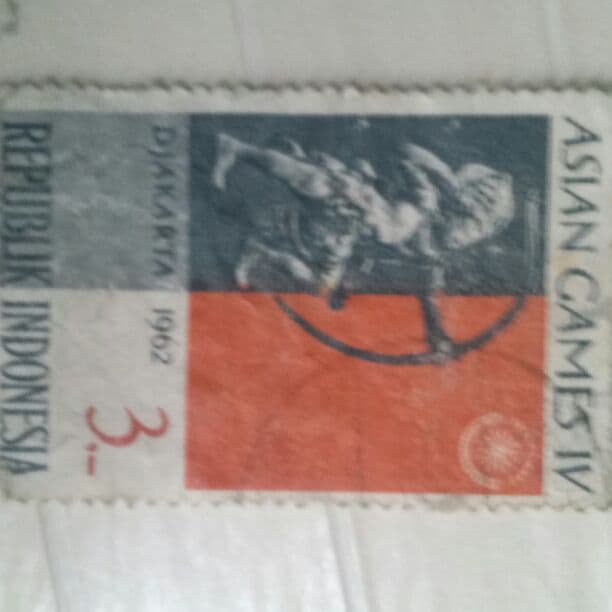 ASIAN GAMES IV
DJAKARTA 1962
3.-
REPUBLIK INDONESIA